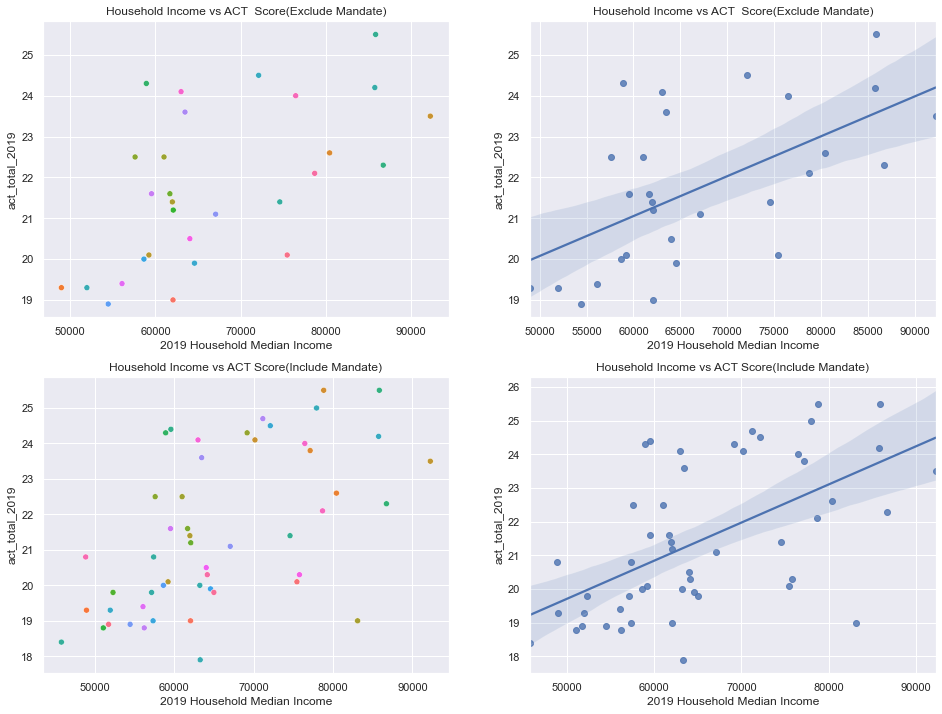 Household Income vs ACT  Score(Exclude Mandate)
25
24
23
22
21
20
19
act_total_2019
50000 60000 70000 80000 90000
2019 Household Median Income
Household Income vs ACT  Score(Exclude Mandate)
25
24
23
22
21
20
19
act_total_2019
50000 55000 60000 65000 70000 75000 80000 85000 90000
2019 Household Median Income
Household Income vs ACT Score(Include Mandate)
25
24
23
22
21
20
19
18
act_total_2019
50000 60000 70000 80000 90000
2019 Household Median Income
Household Income vs ACT Score(Include Mandate)
26
25
24
23
22
21
20
19
18
act_total_2019
50000 60000 70000 80000 90000
2019 Household Median Income